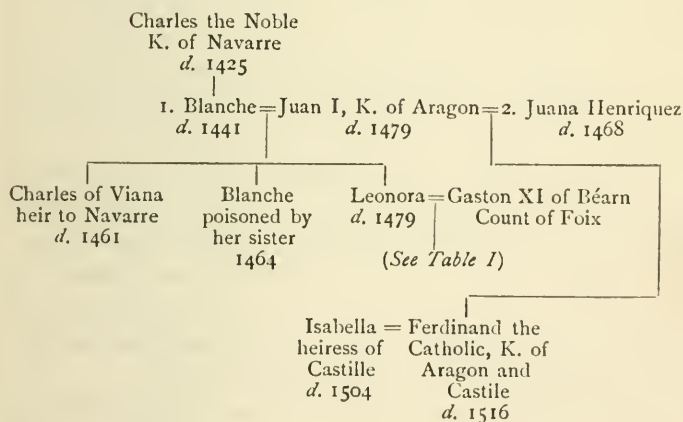 Charles the Noble
K. of Navarre
d. 1425
1. Blanche=Juan I, K. of Aragon=2. Juana Henriquez
d. 1441 d. 1479 d. 1468
Charles of Viana Blanche Leonora=Gaston XI of Béarn
heir to Navarre poisoned by d. 1479 Count of Foix
d. 1461 her sister
1464 (See Table I)
Isabella = Ferdinand the
heiress of Catholic, K. of
Castille Aragon and
d. 1504 Castile
d. 1516